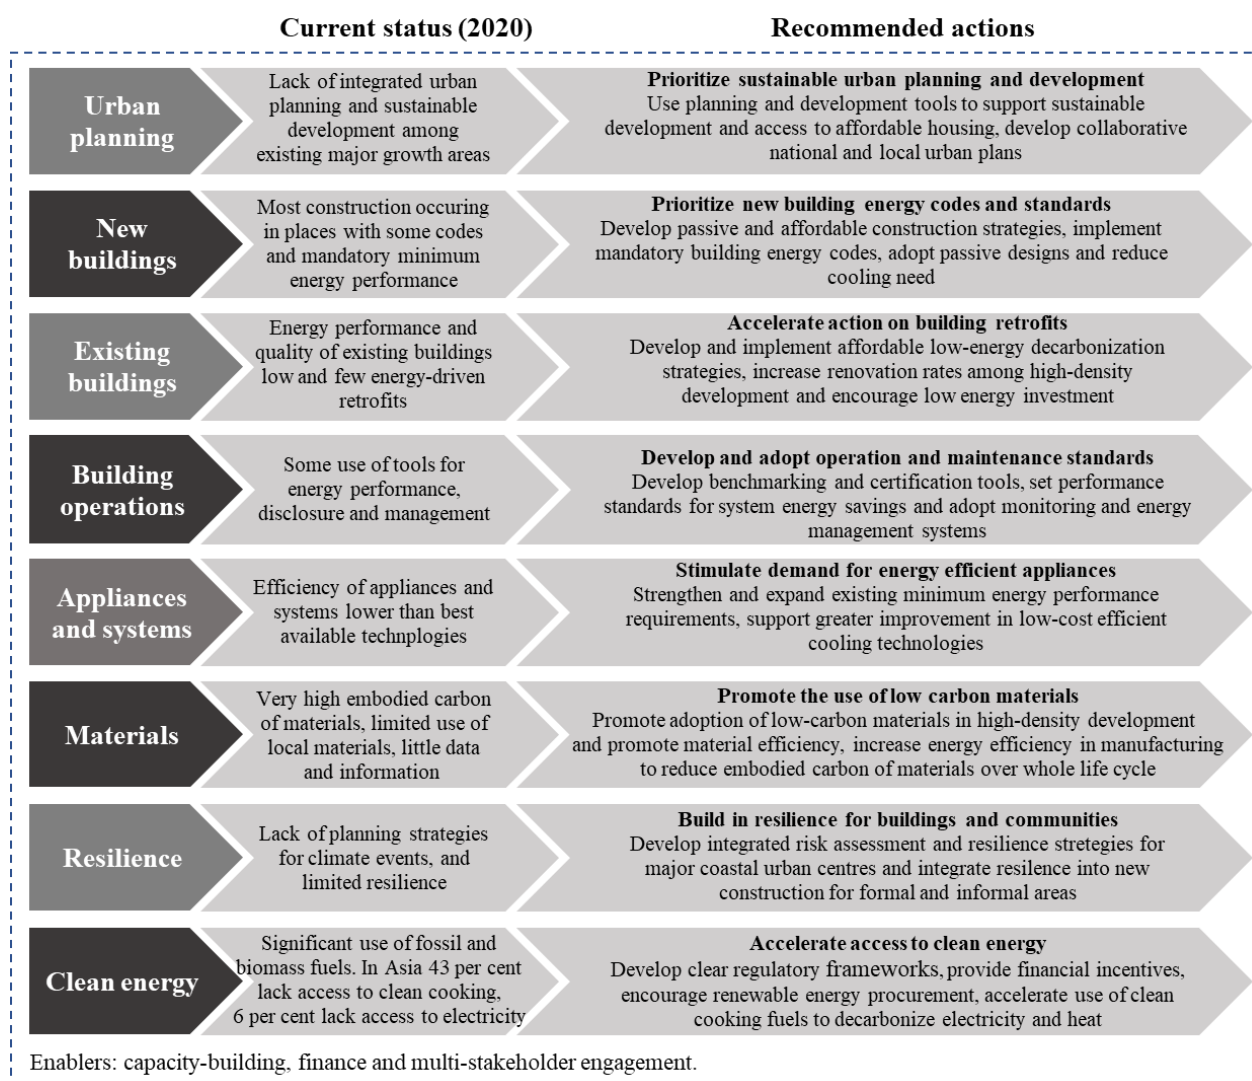 Current status (2020)
Recommended actions
Urban
planning
Lack of integrated urban
planning and sustainable
development among
existing major growth areas
Prioritize sustainable urban planning and development
Use planning and development tools to support sustainable
development and access to affordable housing, develop collaborative
national and local urban plans
New
buildings
Most construction occuring
in places with some codes
and mandatory minimum
energy performance
Prioritize new building energy codes and standards
Develop passive and affordable construction strategies, implement
mandatory building energy codes, adopt passive designs and reduce
cooling need
Existing
buildings
Energy performance and
quality of existing buildings
low and few energy-driven
retrofits
Accelerate action on building retrofits
Develop and implement affordable low-energy decarbonization
strategies, increase renovation rates among high-density
development and encourage low energy investment
Building
operations
Some use of tools for
energy performance,
disclosure and management
Develop and adopt operation and maintenance standards
Develop benchmarking and certification tools, set performance
standards for system energy savings and adopt monitoring and energy
management systems
Appliances
and systems
Efficiency of appliances and
systems lower than best
available technplogies
Stimulate demand for energy efficient appliances
Strengthen and expand existing minimum energy performance
requirements, support greater improvement in low-cost efficient
cooling technologies
Materials
Very high embodied carbon
of materials, limited use of
local materials, little data
and information
Promote the use of low carbon materials
Promote adoption of low-carbon materials in high-density development
and promote material efficiency, increase energy efficiency in manufacturing
to reduce embodied carbon of materials over whole life cycle
Resilience
Lack of planning strategies
for climate events, and
limited resilience
Build in resilience for buildings and communities
Develop integrated risk assessment and resilience stretegies for
major coastal urban centres and integrate resilence into new
construction for formal and informal areas
Clean energy
Significant use of fossil and
biomass fuels. In Asia 43 per cent
lack access to clean cooking,
6 per cent lack access to electricity
Accelerate access to clean energy
Develop clear regulatory frameworks, provide financial incentives,
encourage renewable energy procurement, accelerate use of clean
cooking fuels to decarbonize electricity and heat
Enablers: capacity-building, finance and multi-stakeholder engagement.